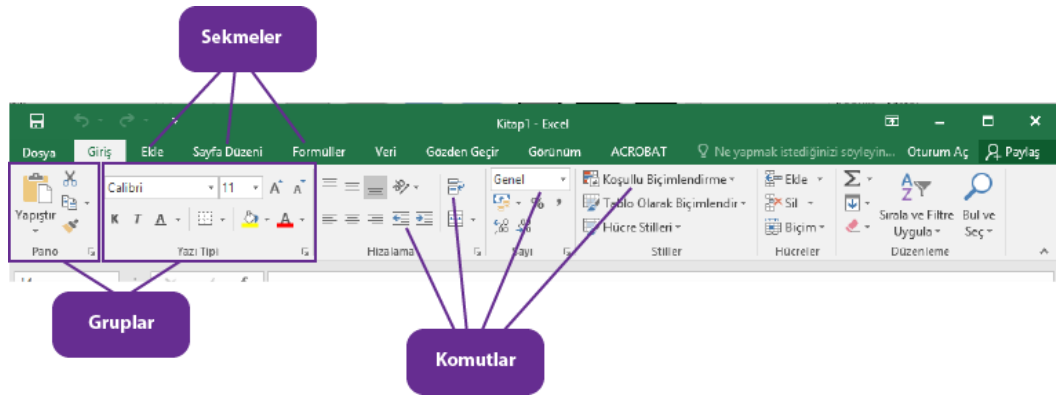 Sekmeler
Kitap1 - Excel
Dosya Giriş Ekle Sayfa Düzeni Formüller Veri Gözden Geçir Görünüm ACROBAT Ne yapmak istediğinizi söyleyin... Oturum Aç Paylaş
Calibri 11 A A Genel Koşullu Biçimlendirme Ekle Σ
Yapıştır % Tablo Olarak Biçimlendir Sil
K T A A Hücre Stilleri Biçim
Sırala ve Filtre Bul ve
Uygula Seç
Pano Yazı Tipi Hizalama Sayı Stiller Hücreler Düzenleme
Gruplar
Komutlar